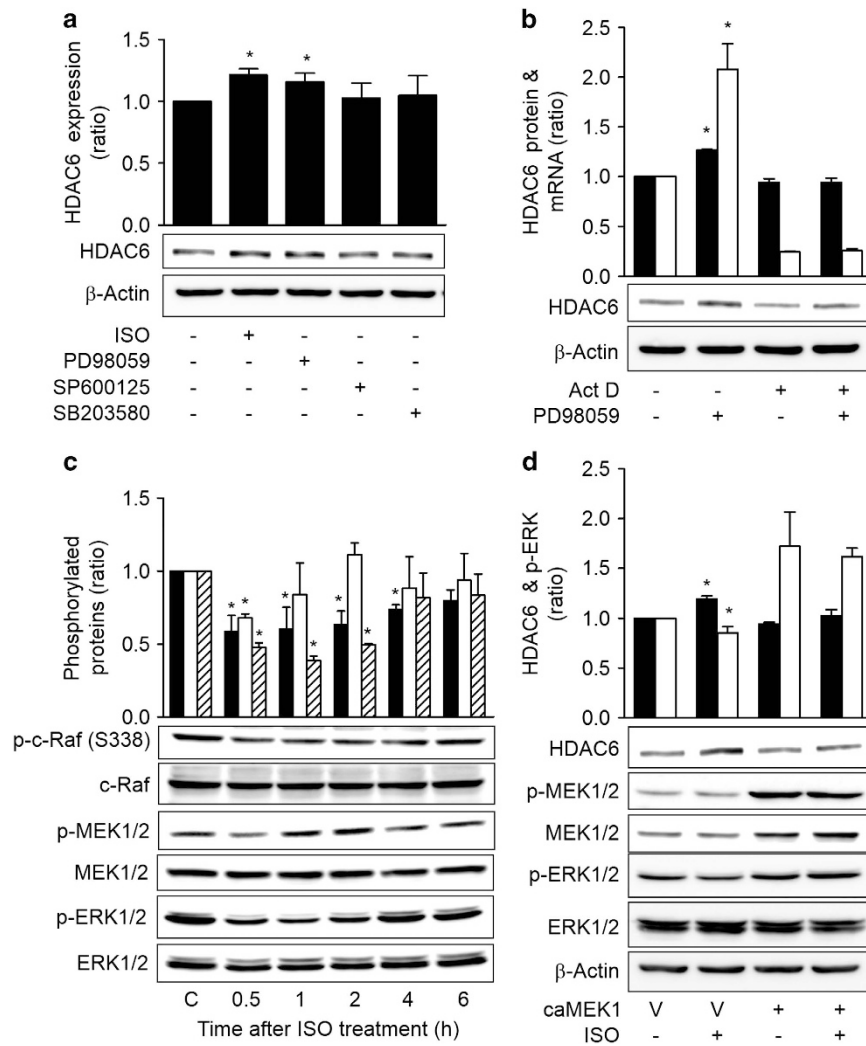 a
HDAC6 expression
(ratio)
1.5
1.0
0.5
0.0
* *
HDAC6
β-Actin
ISO - + - - -
PD98059 - - + - -
SP600125 - - - + -
SB203580 - - - - +
b
HDAC6 protein &
mRNA (ratio)
2.5
2.0
1.5
1.0
0.5
0.0
* *
HDAC6
β-Actin
Act D - - + +
PD98059 - + - +
c
Phosphorylated
proteins (ratio)
1.5
1.0
0.5
0.0
* * * * * * * *
p-c-Raf (S338)
c-Raf
p-MEK1/2
MEK1/2
p-ERK1/2
ERK1/2
C 0.5 1 2 4 6
Time after ISO treatment (h)
d
HDAC6 & p-ERK
(ratio)
2.5
2.0
1.5
1.0
0.5
0.0
* *
HDAC6
p-MEK1/2
MEK1/2
p-ERK1/2
ERK1/2
β-Actin
caMEK1 V V + +
ISO - + - +